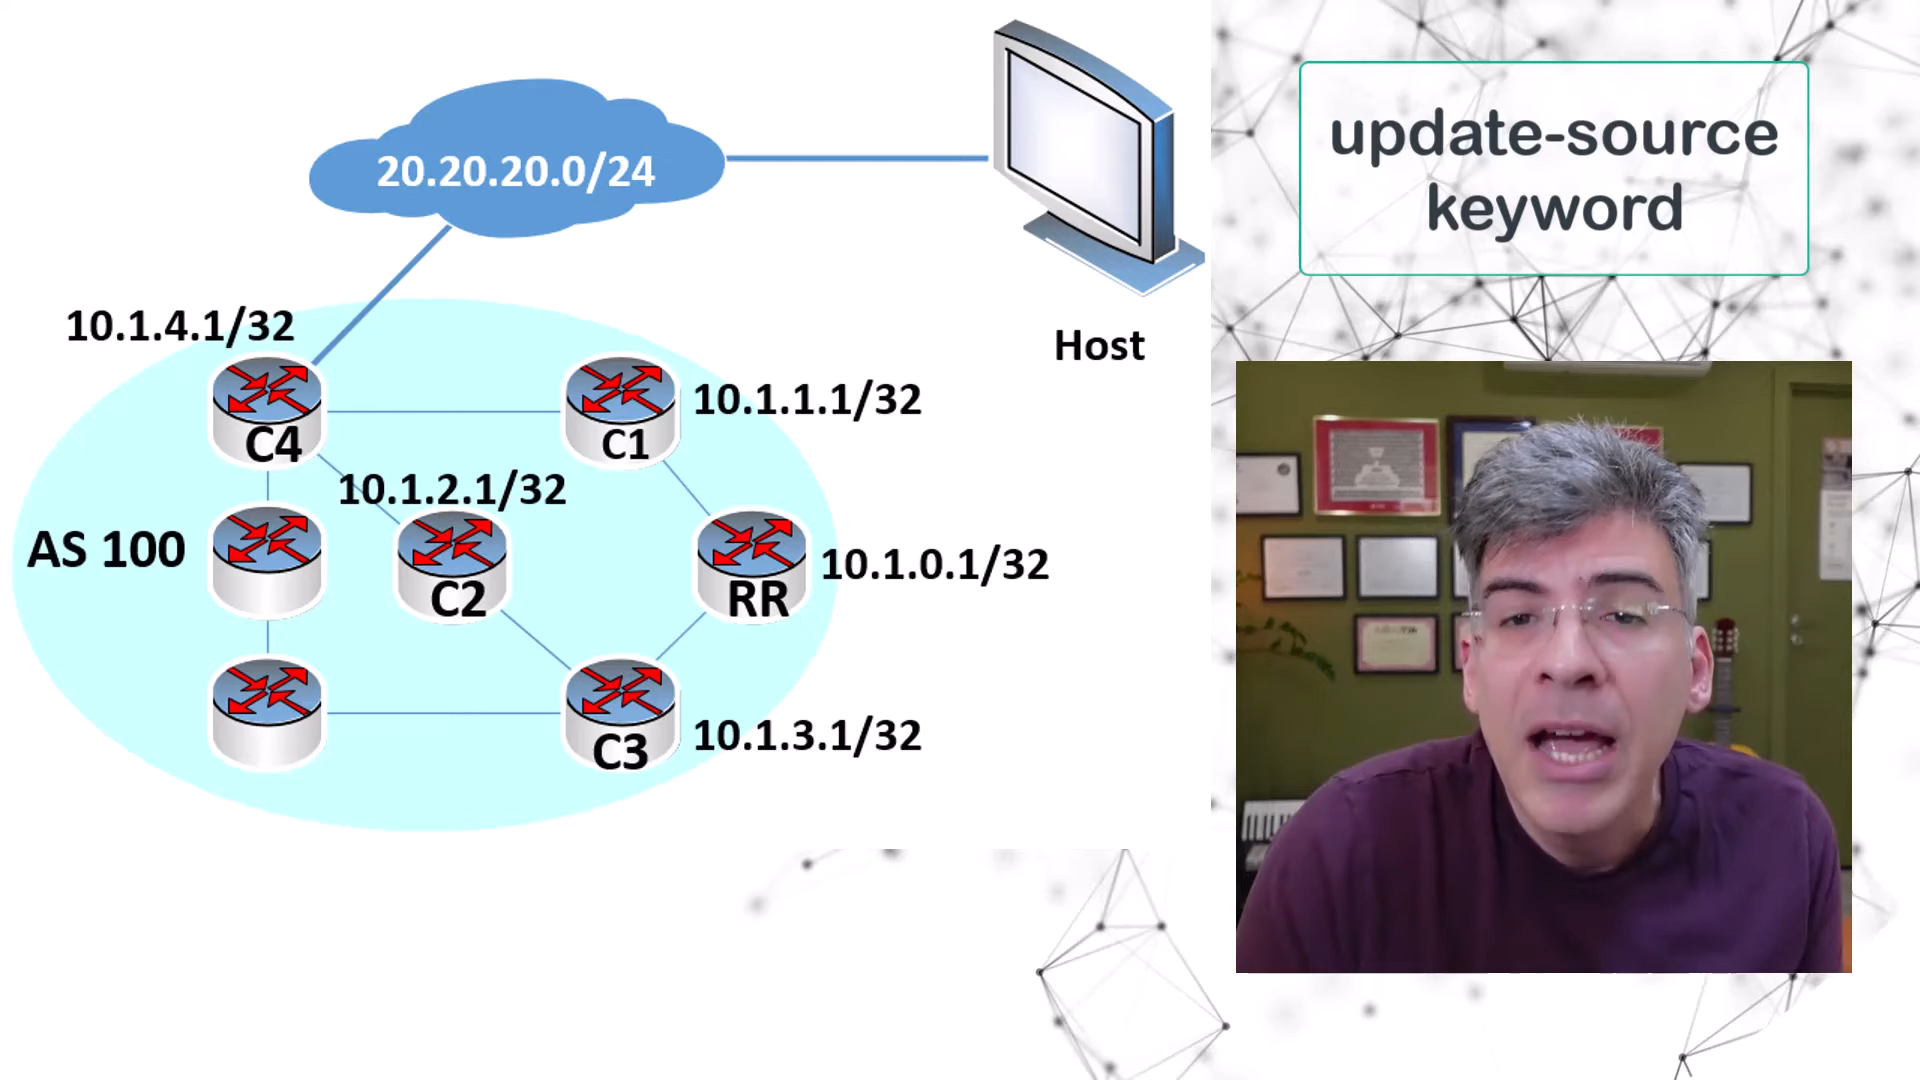 20.20.20.0/24
update-source
keyword
10.1.4.1/32
Host
C4
C1
10.1.1.1/32
10.1.2.1/32
AS 100
C2
RR
10.1.0.1/32
C3
10.1.3.1/32